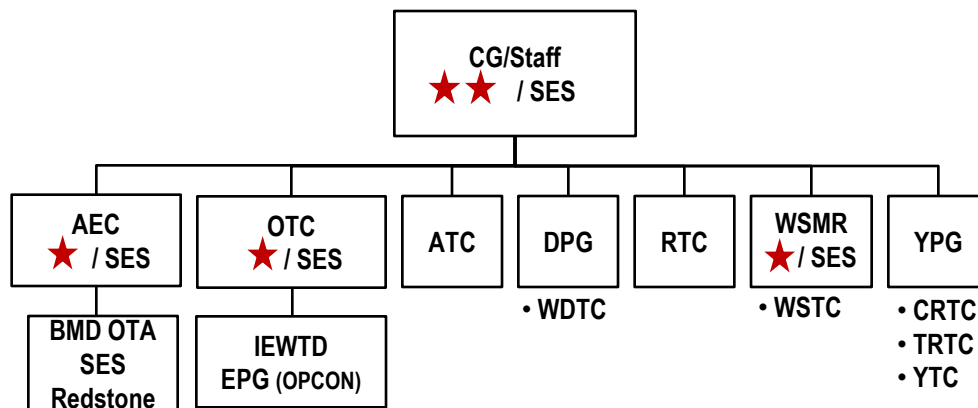 CG/Staff
/ SES
AEC
/ SES
OTC
/ SES
ATC
DPG
RTC
WSMR
/ SES
YPG
BMD OTA
SES
Redstone
IEWTD
EPG (OPCON)
• WDTC
• WSTC
• CRTC
• TRTC
• YTC